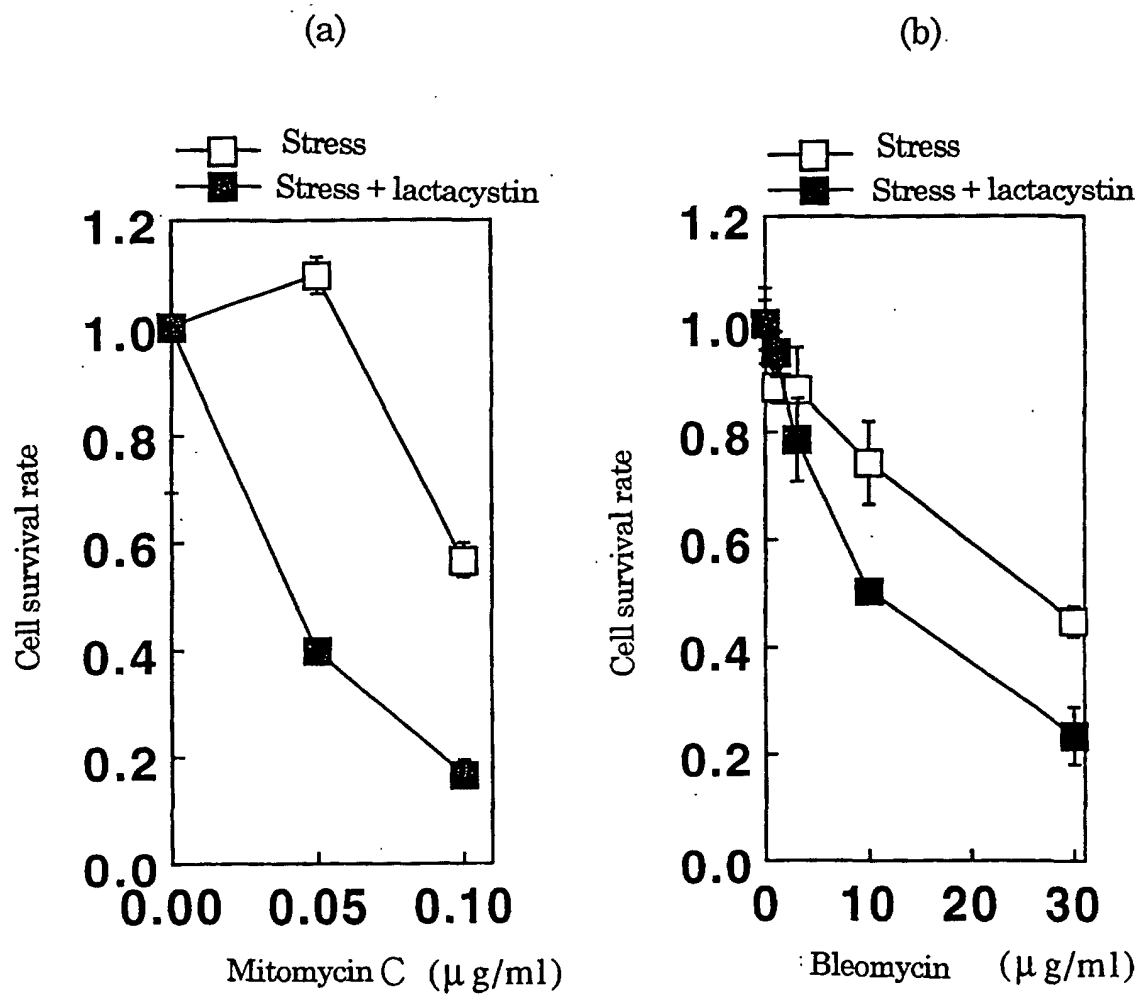 (a)
(b)
Stress
Stress + lactacystin
Stress
Stress + lactacystin
1.2
1.0
0.8
0.6
0.4
0.2
0.0
0.00 0.05 0.10
Cell survival rate
Mitomycin C (μ g/ml)
1.2
1.0
0.8
0.6
0.4
0.2
0.0
0 10 20 30
Cell survival rate
Bleomycin (μ g/ml)